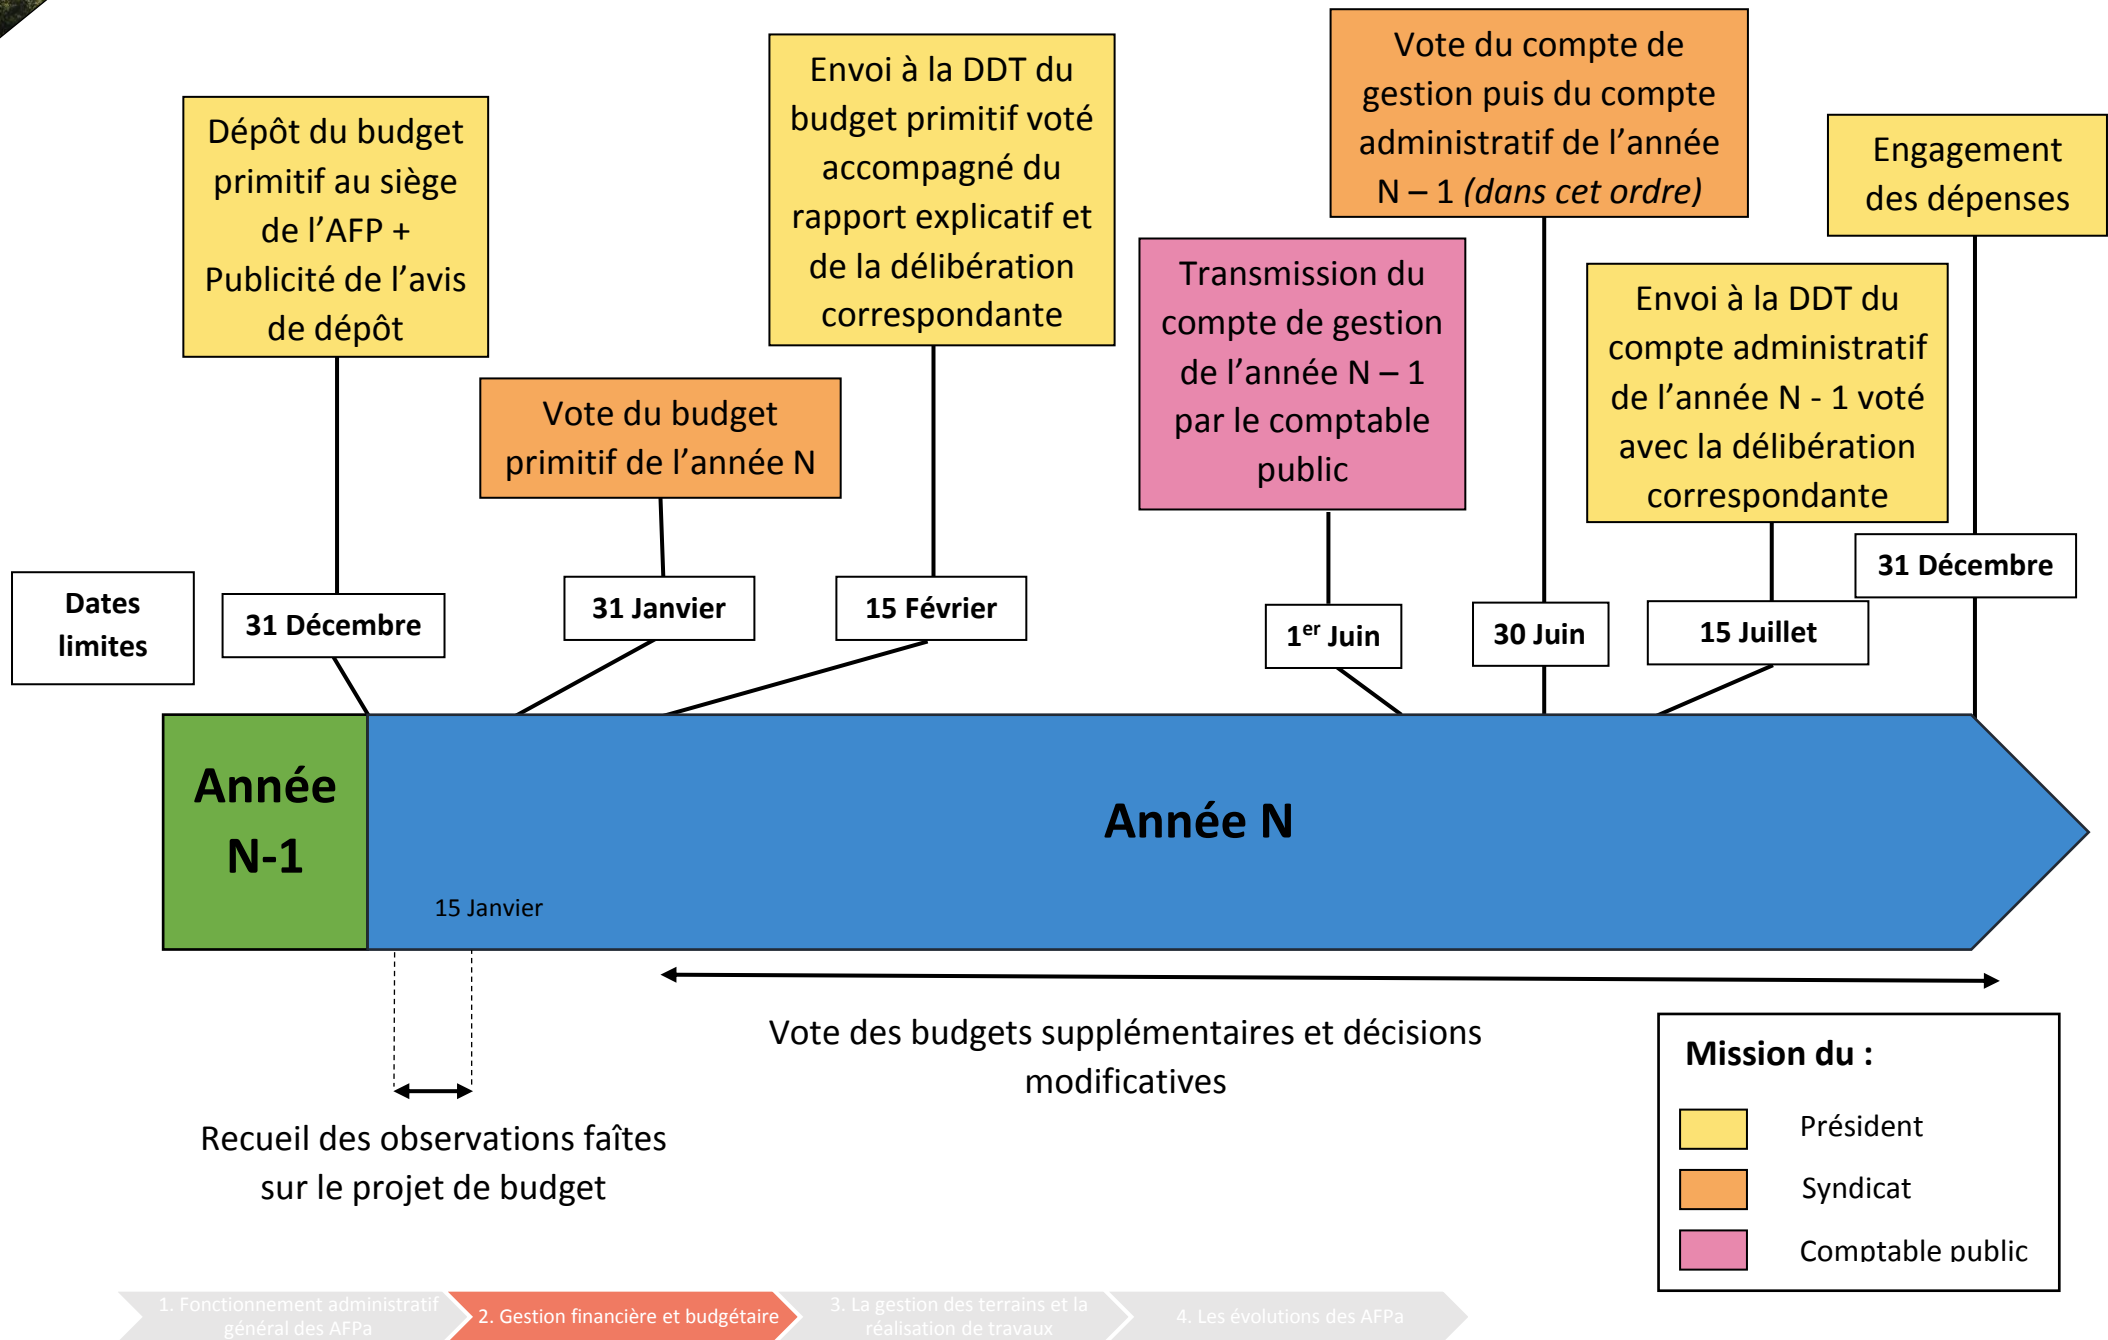 Dépôt du budget
primitif au siège
de l’AFP +
Publicité de l’avis
de dépôt
Vote du budget
primitif de l’année N
Envoi à la DDT du
budget primitif voté
accompagné du
rapport explicatif et
de la délibération
correspondante
Transmission du
compte de gestion
de l’année N – 1
par le comptable
public
Vote du compte de
gestion puis du compte
administratif de l’année
N – 1 (dans cet ordre)
Envoi à la DDT du
compte administratif
de l’année N - 1 voté
avec la délibération
correspondante
Engagement
des dépenses
Dates
limites
31 Décembre
31 Janvier
15 Février
1er Juin
30 Juin
15 Juillet
31 Décembre
Année
N-1
Année N
15 Janvier
Vote des budgets supplémentaires et décisions
modificatives
Recueil des observations faîtes
sur le projet de budget
Mission du :
Président
Syndicat
Comptable public
1. Fonctionnement administratif
général des AFPa
2. Gestion financière et budgétaire
3. La gestion des terrains et la
réalisation de travaux
4. Les évolutions des AFPa